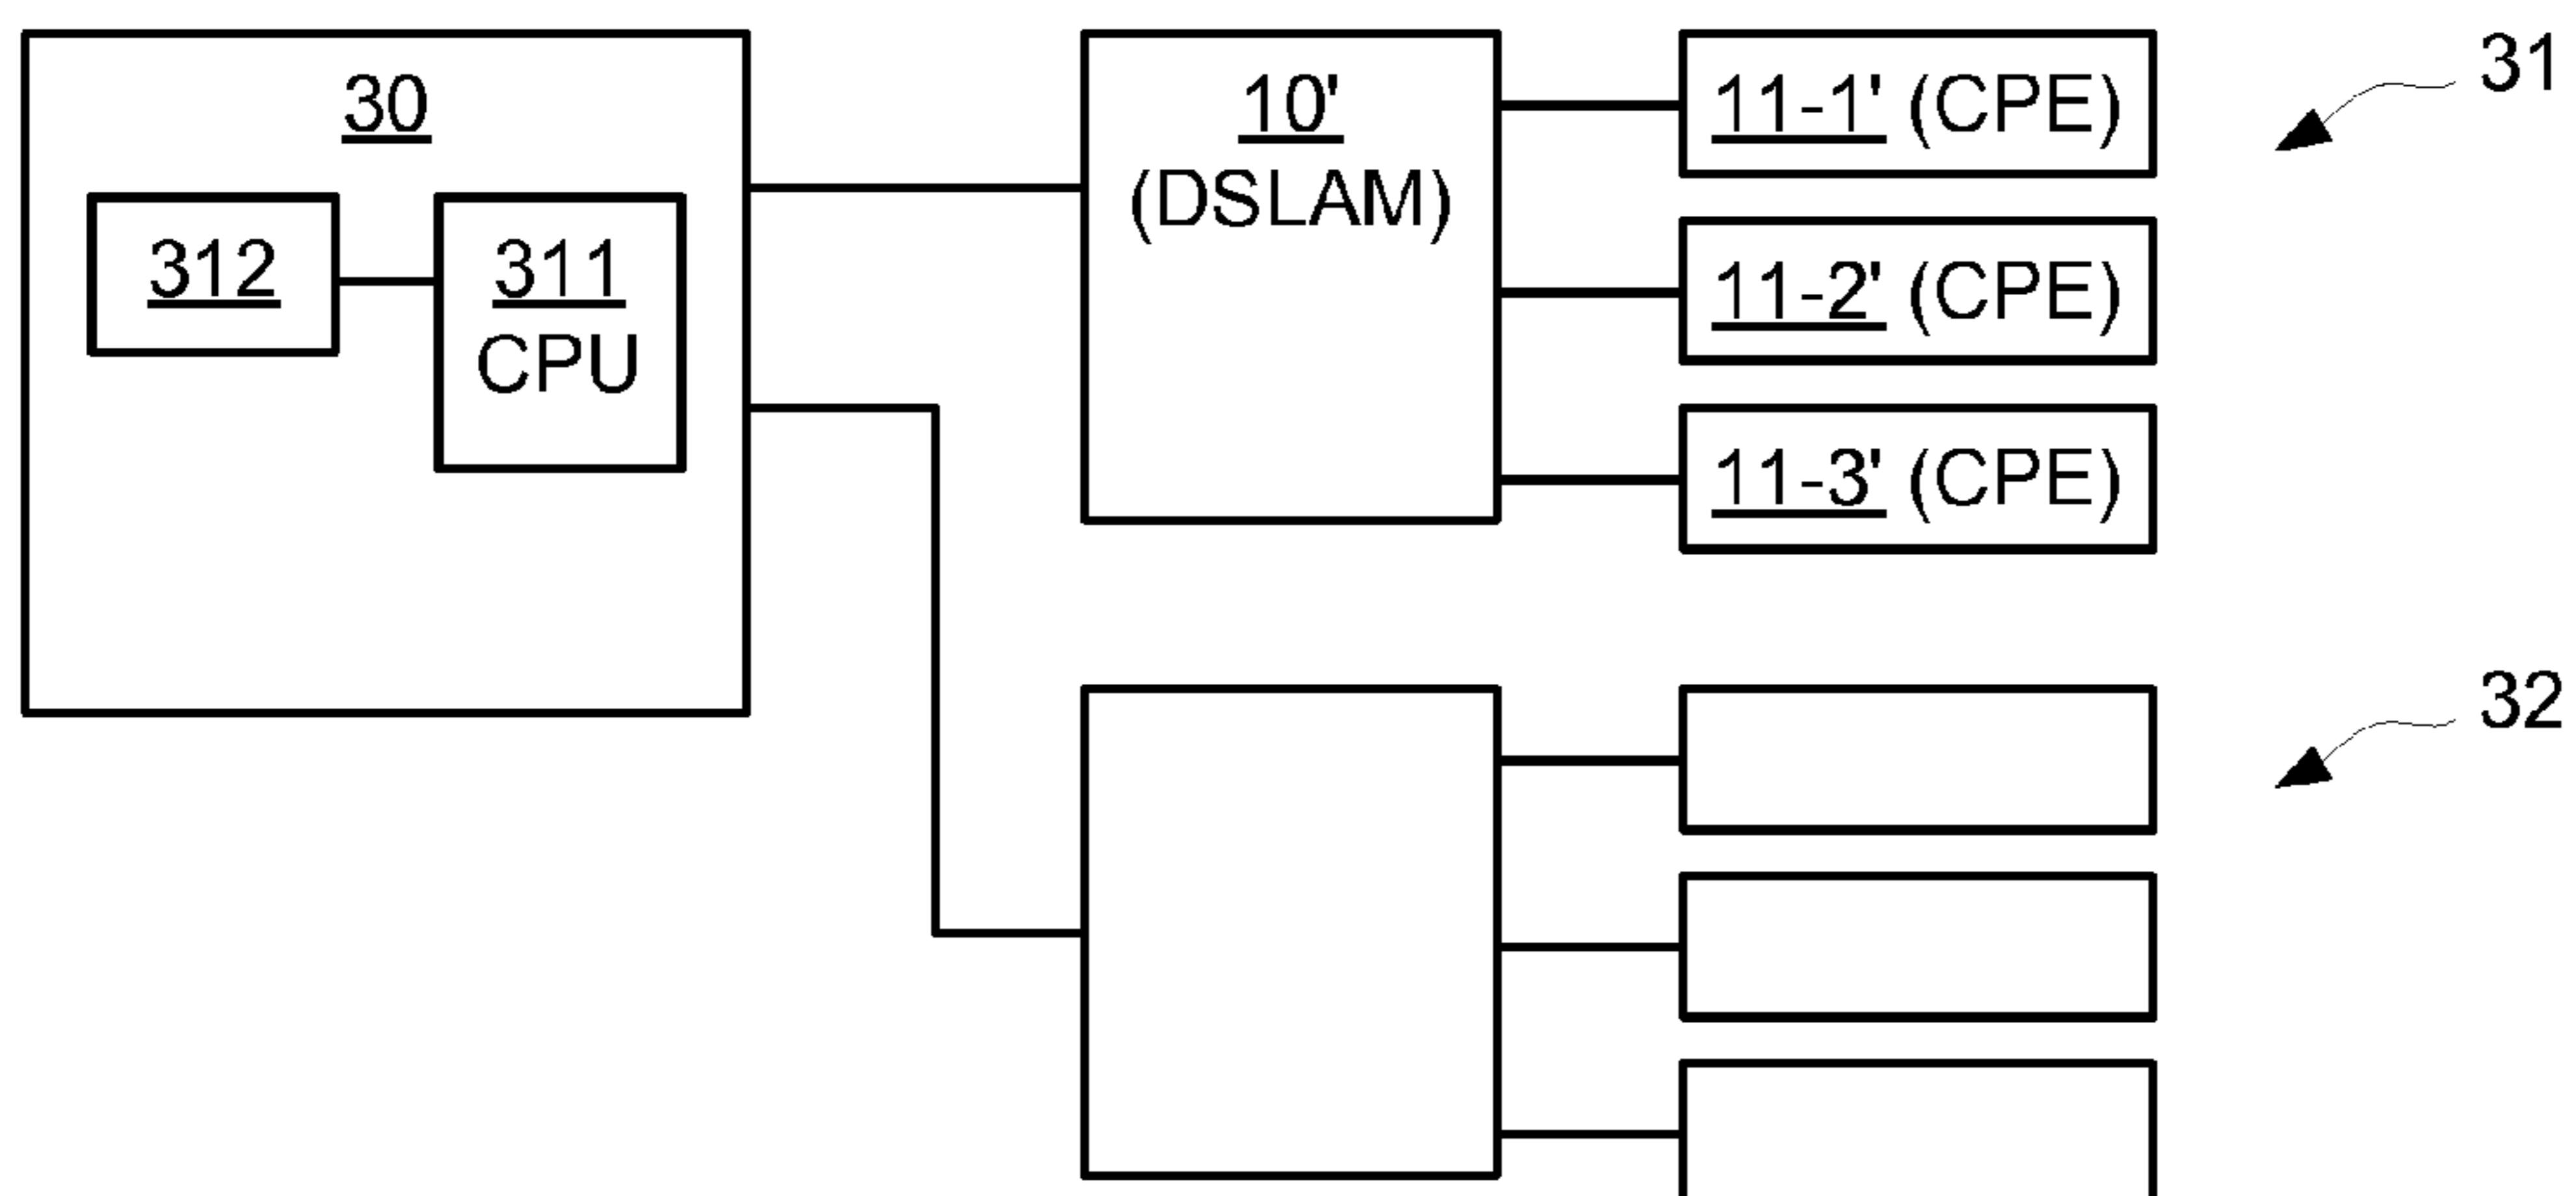 30
312
311
CPU
10'
(DSLAM)
11-1' (CPE)
11-2' (CPE)
11-3' (CPE)
31
32